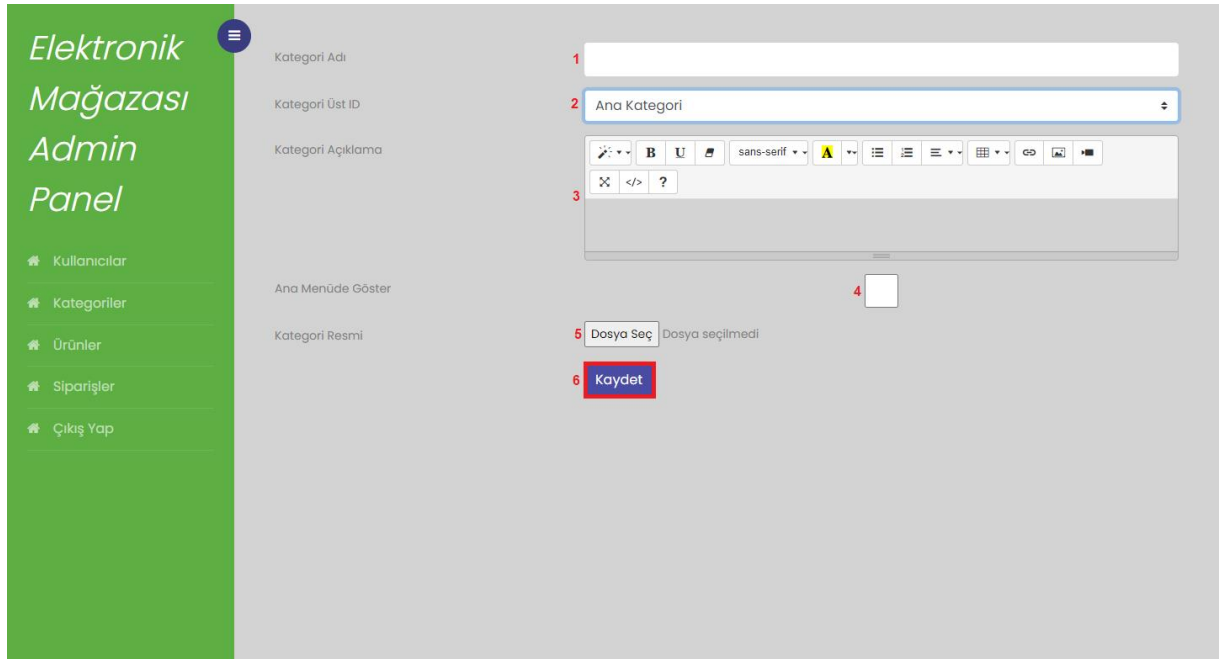 Elektronik
Mağazası
Admin
Panel
Kullanıcılar
Kategoriler
Ürünler
Siparişler
Çıkış Yap
Kategori Adı 1
Kategori Üst ID 2 Ana Kategori
Kategori Açıklama
B U sans-serif A
</> ?
3
Ana Menüde Göster 4
Kategori Resmi 5 Dosya Seç Dosya seçilmedi
6 Kaydet